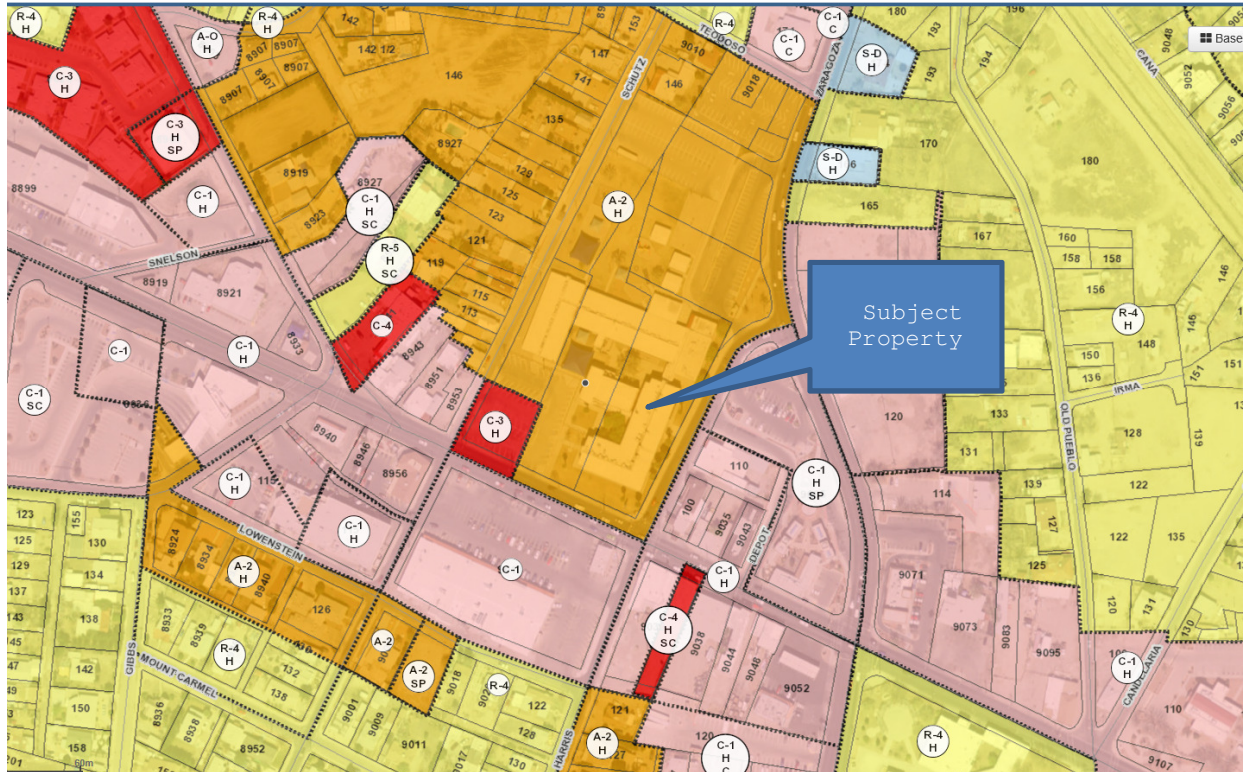 R-4
H
R-4
H
142
142 1/2
153
TEODOSO
R-4
C-1
C
C-1
C
180
196
A-O
H
8907
8907
8907
8907
8907
147
141
146
SCHUTZ
9010
146
9018
ZARAGOZA
S-D
H
193
193
194
CANA
9048
9052
9056
Base
C-3
H
C-3
H
SP
135
8927
129
125
123
121
119
115
113
A-2
H
170
180
S-D
H
165
8899
8919
8923
8927
C-1
H
SC
C-1
H
R-5
H
SC
SNELSON
8919
8921
8933
C-4
8943
8951
8953
167
160
158
158
156
146
146
R-4
H
148
150
136
151
151
IRMA
Subject
Property
C-1
C-1
H
C-1
SC
C-3
H
120
133
131
128
139
122
OLD PUEBLO
8940
8946
8956
C-1
H
C-1
H
110
100
9035
9043
DEPOT
C-1
H
SP
114
139
127
125
122
135
123
125
129
137
143
145
155
130
134
138
142
150
158
LOWENSTEIN
8924
8934
8940
A-2
H
126
C-1
C-1
H
9071
9073
9083
9095
120
131
130
8933
8939
R-4
H
132
138
MOUNT CARMEL
GIBBS
A-2
A-2
SP
9018
R-4
122
128
C-4
H
SC
9038
9044
9048
9052
C-1
H
CANDELARIA
110
8936
8938
8952
9001
9009
9011
9017
130
HARRIS
121
A-2
H
120
C-1
H
C
R-4
H
9107
60m